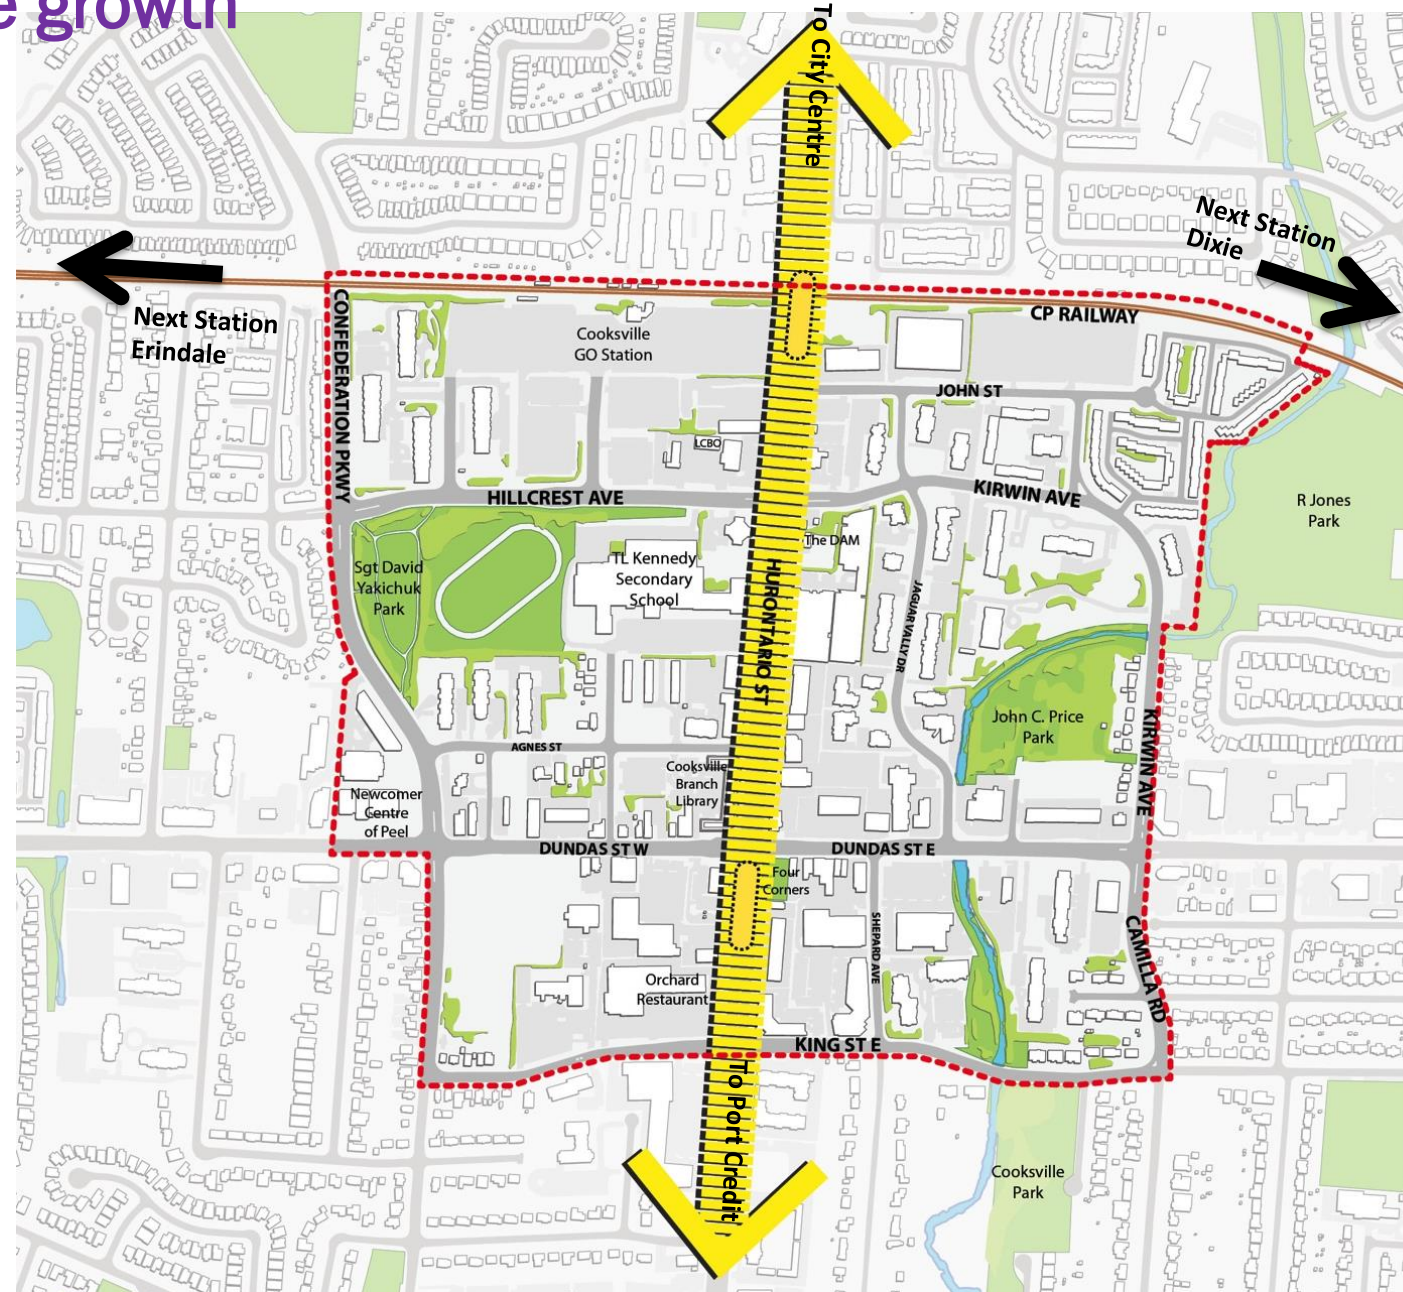 e growth
To City Centre
Next Station
Dixie
Next Station
Erindale
CONFEDERATION PKWY
Cooksville
GO Station
CP RAILWAY
JOHN ST
LCBO
HILLCREST AVE
KIRWIN AVE
R Jones
Park
The DAM
TL Kennedy
Secondary
School
Sgt David
Yakichuk
Park
HURONTARIO ST
JAGUAR VALLY DR
John C. Price
Park
KIRWIN AVE
AGNES ST
Cooksville
Branch
Library
Newcomer
Centre
of Peel
DUNDAS ST W
DUNDAS ST E
Four
Corners
SHEPARD AVE
CAMILLA RD
Orchard
Restaurant
KING ST E
To Port Credit
Cooksville
Park